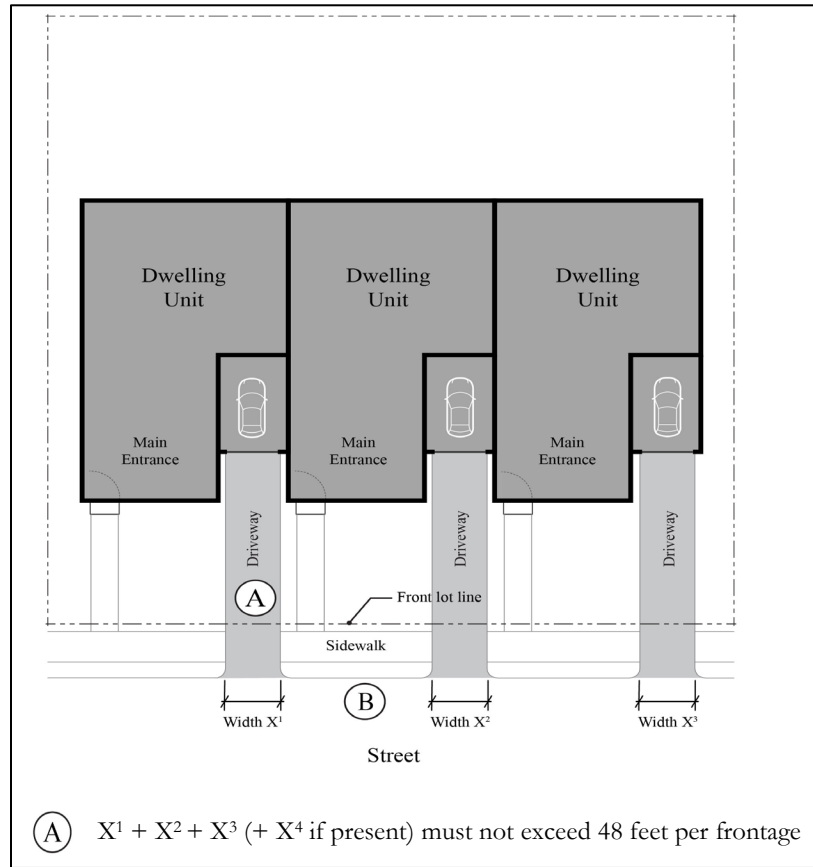 Dwelling
Unit
Dwelling
Unit
Dwelling
Unit
Main
Entrance
Main
Entrance
Main
Entrance
Driveway
Driveway
Driveway
A
Front lot line
Sidewalk
B
Width X¹
Width X²
Width X³
Street
A X¹ + X² + X³ (+ X⁴ if present) must not exceed 48 feet per frontage